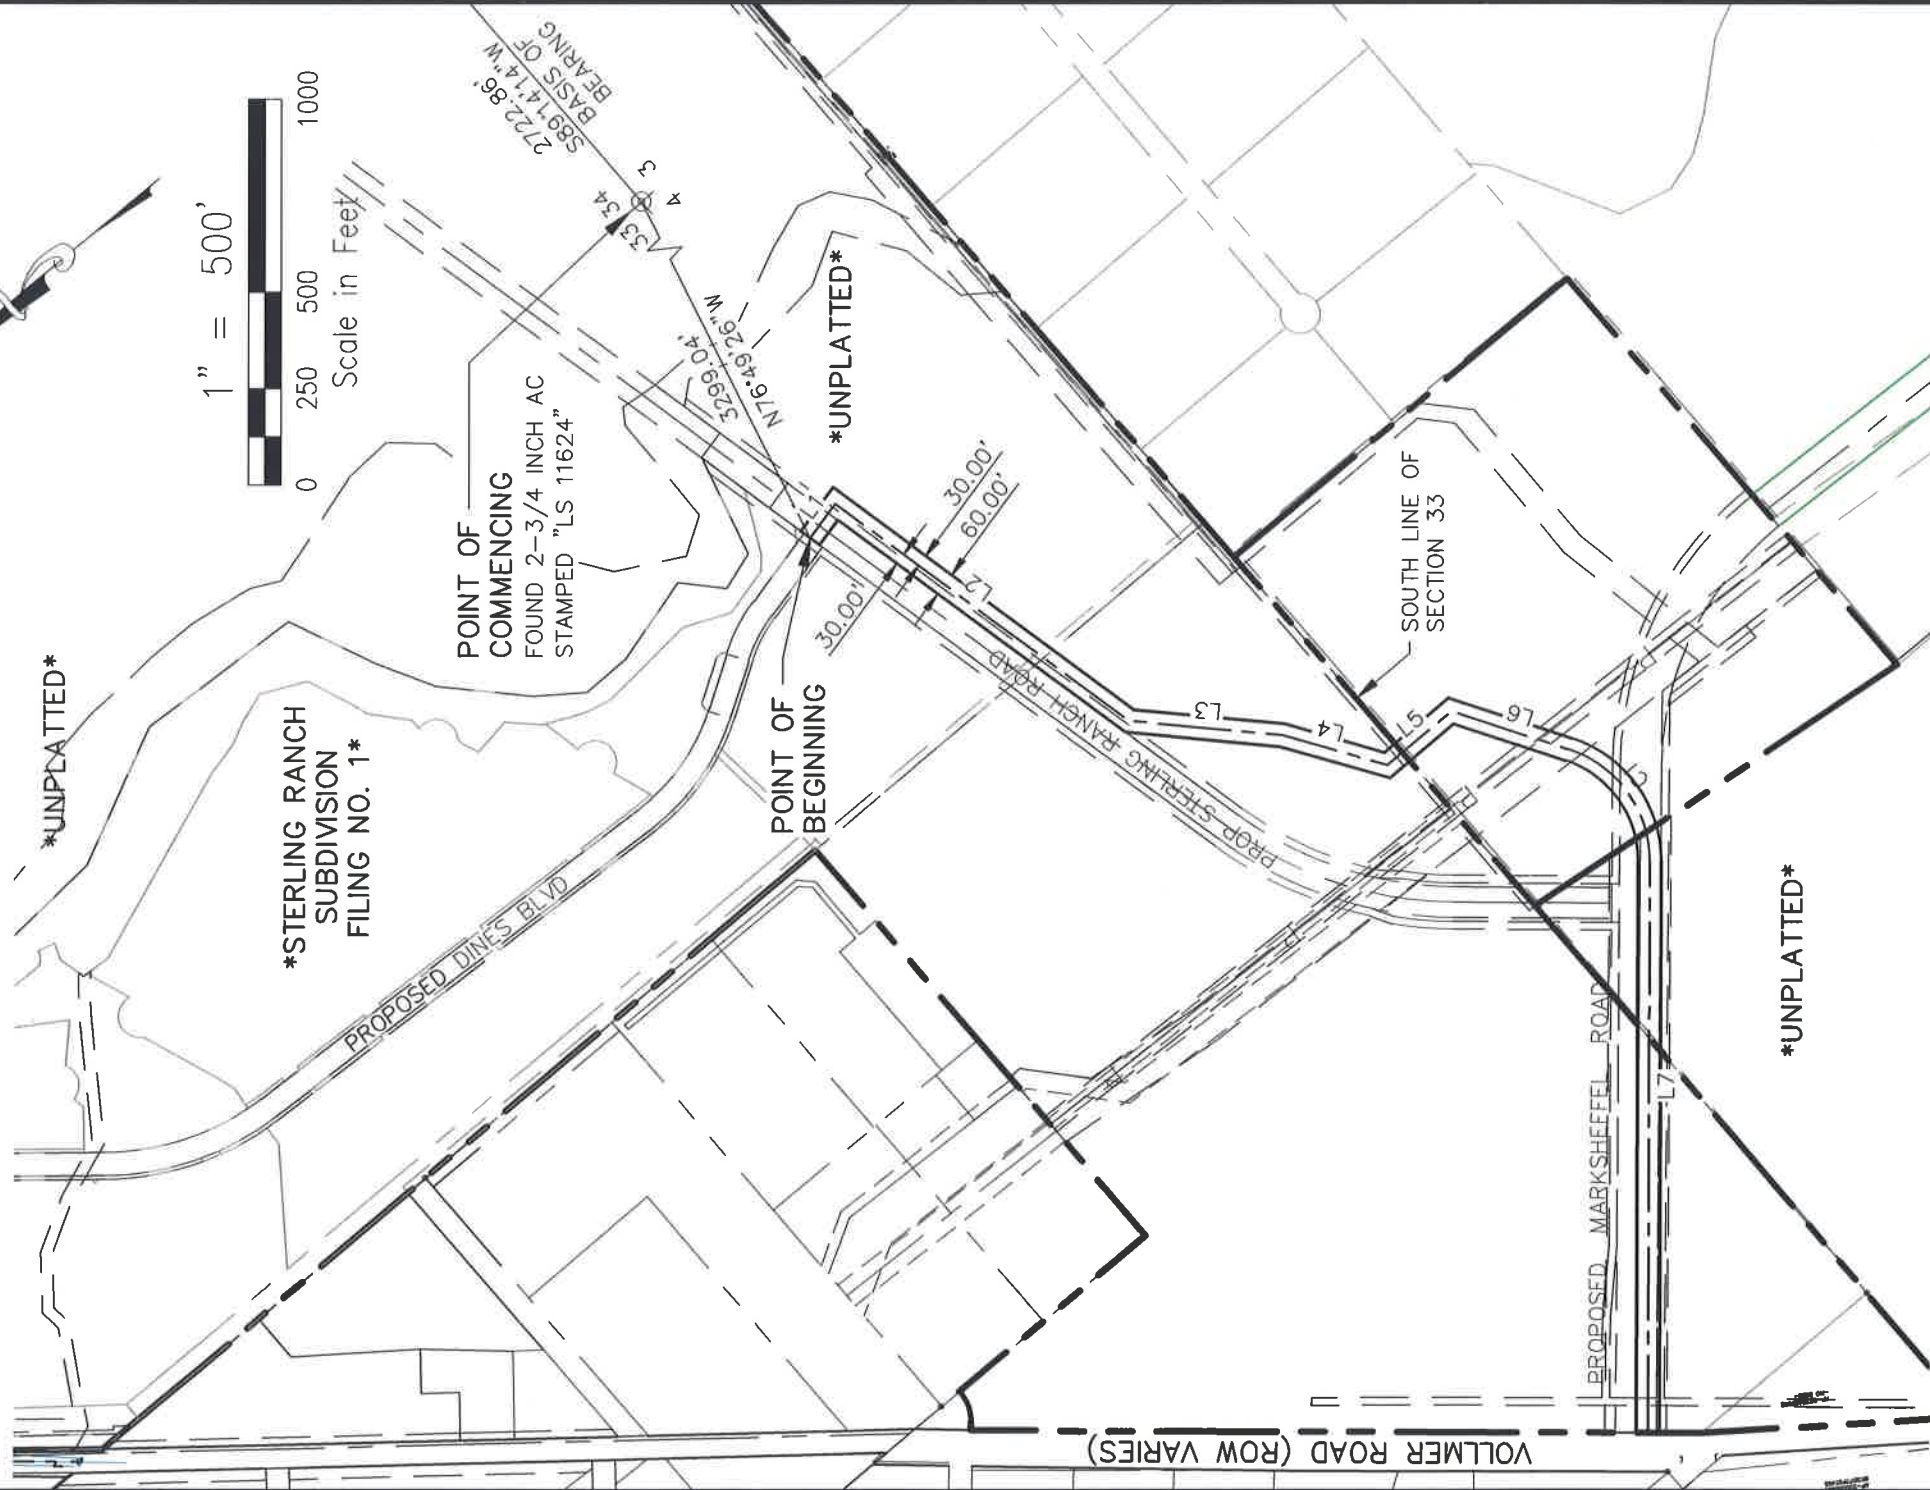 1" = 500'
0 250 500 1000
Scale in Feet
2722.86'
S89°14'14"W
BASIS OF
BEARING
34
33
3
4
POINT OF
COMMENCING
FOUND 2-3/4 INCH AC
STAMPED "LS 11624"
3299.04'
N76°49'26"W
*UNPLATTED*
*UNPLATTED*
*STERLING RANCH
SUBDIVISION
FILING NO. 1*
PROPOSED DINES BLVD
POINT OF
BEGINNING
L1
30.00'
30.00'
60.00'
L2
PROP STERLING RANCH ROAD
L3
L4
L5
L6
C7
SOUTH LINE OF
SECTION 33
PROPOSED MARKSHEFFEL ROAD
L7
*UNPLATTED*
VOLLMER ROAD (ROW VARIES)